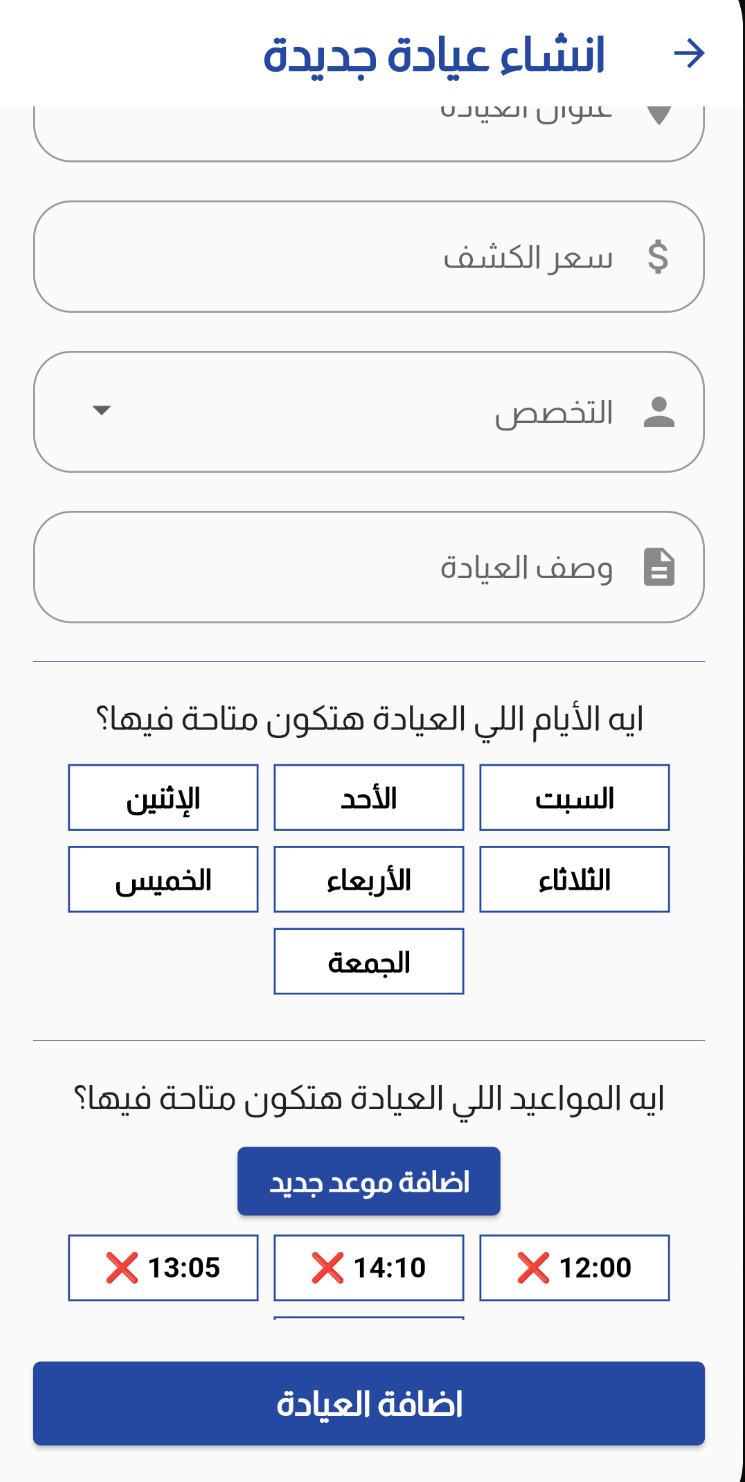 انشاء عيادة جديدة
عنوان العيادة
سعر الكشف
التخصص
وصف العيادة
ايه الأيام اللي العيادة هتكون متاحة فيها؟
السبت
الأحد
الإثنين
الثلاثاء
الأربعاء
الخميس
الجمعة
ايه المواعيد اللي العيادة هتكون متاحة فيها؟
اضافة موعد جديد
12:00 ❌
14:10 ❌
13:05 ❌
اضافة العيادة